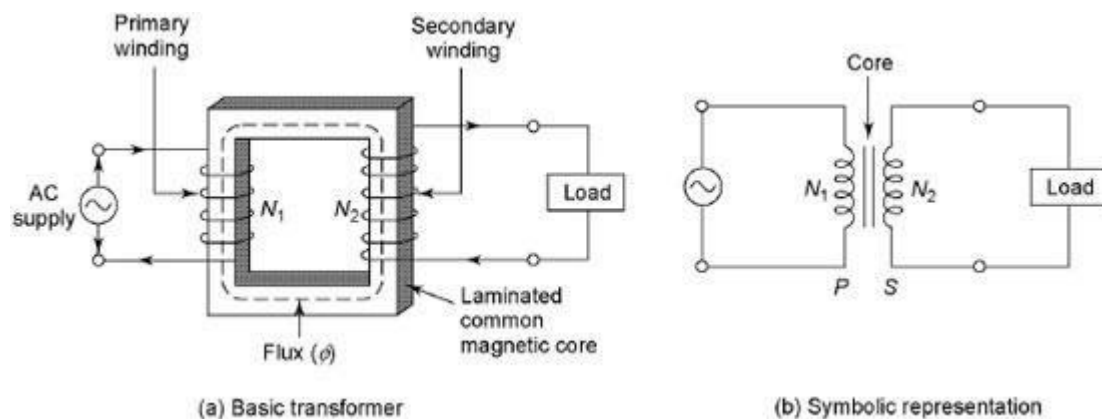 Primary
winding
Secondary
winding
AC
supply
N1
N2
Load
Laminated
common
magnetic core
Flux (ϕ)
(a) Basic transformer
Core
N1
N2
Load
P
S
(b) Symbolic representation